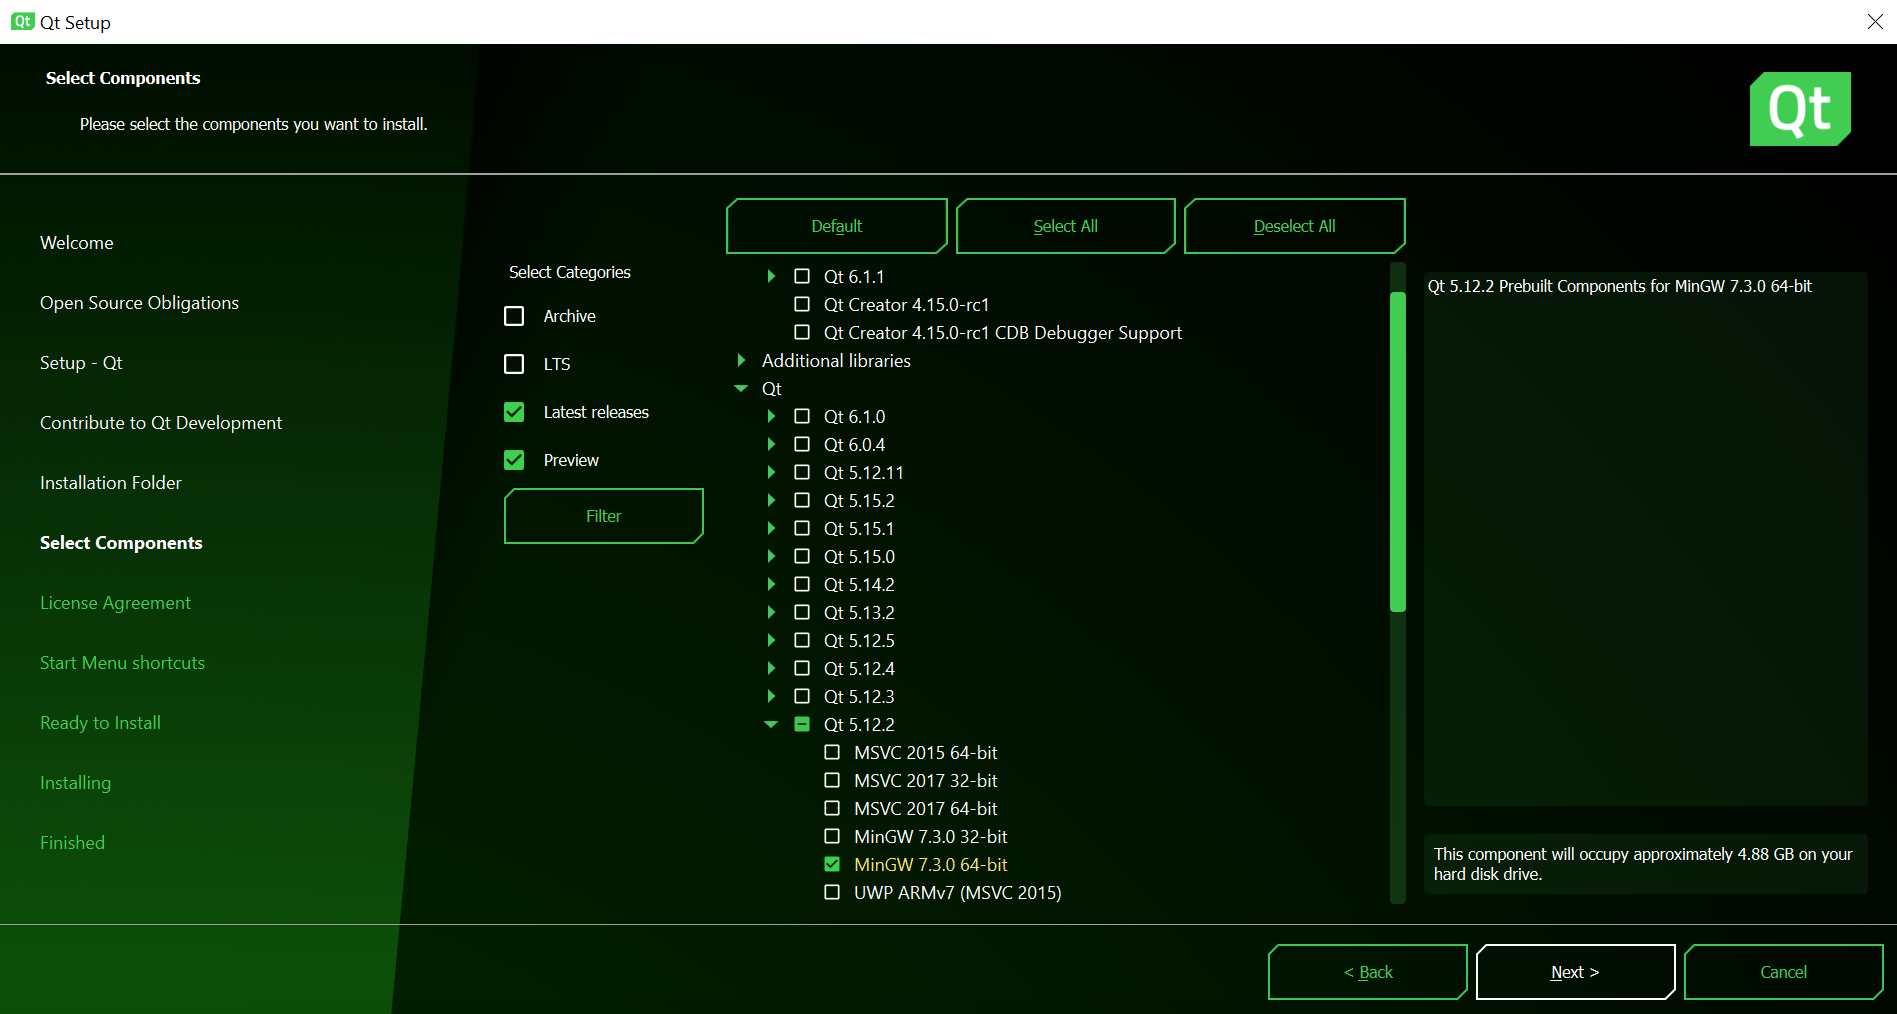 Qt Qt Setup
Select Components
Please select the components you want to install.
Qt
Welcome
Open Source Obligations
Setup - Qt
Contribute to Qt Development
Installation Folder
Select Components
License Agreement
Start Menu shortcuts
Ready to Install
Installing
Finished
Select Categories
Archive
LTS
Latest releases
Preview
Filter
Default
Select All
Deselect All
Qt 6.1.1
Qt Creator 4.15.0-rc1
Qt Creator 4.15.0-rc1 CDB Debugger Support
Additional libraries
Qt
Qt 6.1.0
Qt 6.0.4
Qt 5.12.11
Qt 5.15.2
Qt 5.15.1
Qt 5.15.0
Qt 5.14.2
Qt 5.13.2
Qt 5.12.5
Qt 5.12.4
Qt 5.12.3
Qt 5.12.2
MSVC 2015 64-bit
MSVC 2017 32-bit
MSVC 2017 64-bit
MinGW 7.3.0 32-bit
MinGW 7.3.0 64-bit
UWP ARMv7 (MSVC 2015)
Qt 5.12.2 Prebuilt Components for MinGW 7.3.0 64-bit
This component will occupy approximately 4.88 GB on your
hard disk drive.
< Back
Next >
Cancel